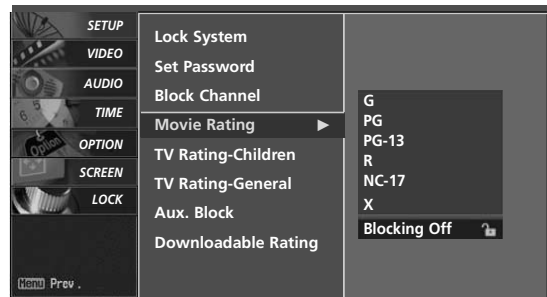 SETUP
VIDEO
AUDIO
TIME
OPTION
SCREEN
LOCK
Menu Prev.
Lock System
Set Password
Block Channel
Movie Rating ►
TV Rating-Children
TV Rating-General
Aux. Block
Downloadable Rating
G
PG
PG-13
R
NC-17
X
Blocking Off